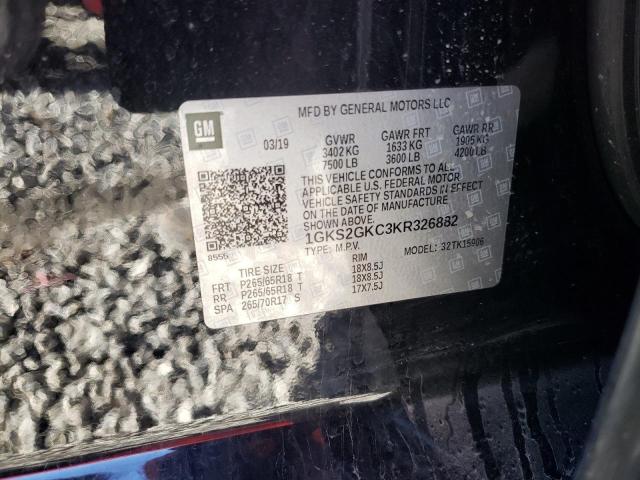 MFD BY GENERAL MOTORS LLC
GM
03/19
GVWR
3402 KG
7500 LB
GAWR FRT
1633 KG
3600 LB
GAWR RR
1905 KG
4200 LB
THIS VEHICLE CONFORMS TO ALL
APPLICABLE U.S. FEDERAL MOTOR
VEHICLE SAFETY STANDARDS IN EFFECT
ON THE DATE OF MANUFACTURE
SHOWN ABOVE.
8555
1GKS2GKC3KR326882
TYPE: M.P.V.
MODEL: 32TK15906
TIRE SIZE RIM
FRT P265/65R18 T 18X8.5J
RR P265/65R18 T 18X8.5J
SPA 265/70R17 S 17X7.5J